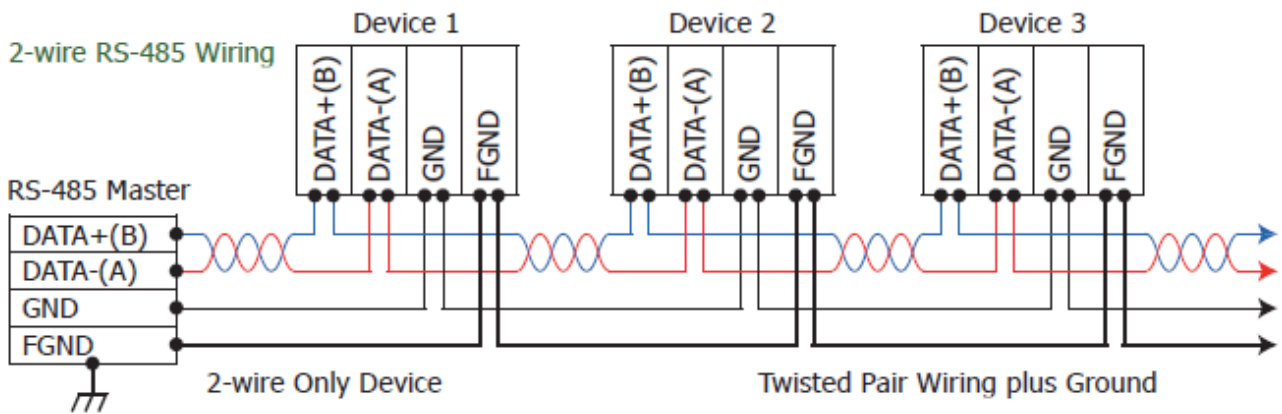 Device 1
Device 2
Device 3
2-wire RS-485 Wiring
DATA+(B)
DATA-(A)
GND
FGND
DATA+(B)
DATA-(A)
GND
FGND
DATA+(B)
DATA-(A)
GND
FGND
RS-485 Master
DATA+(B)
DATA-(A)
GND
FGND
2-wire Only Device
Twisted Pair Wiring plus Ground